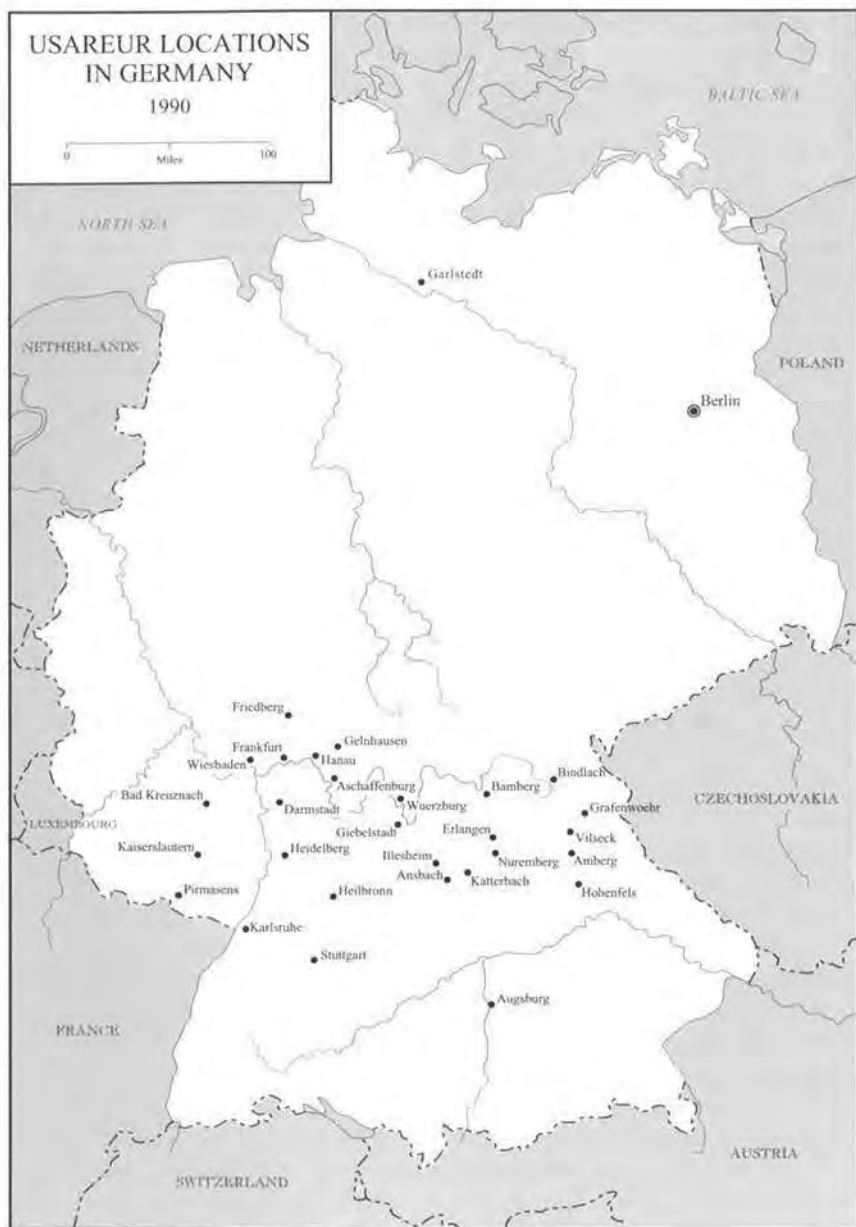 USAREUR LOCATIONS
IN GERMANY
1990
0
100
Miles
BALTIC SEA
NORTH SEA
Garlstedt
NETHERLANDS
POLAND
Berlin
Friedberg
Gelnhausen
Frankfurt
Hanau
Wiesbaden
Bindlach
Aschaffenburg
Bamberg
Bad Kreuznach
Darmstadt
Wuerzburg
Grafenwoehr
CZECHOSLOVAKIA
LUXEMBOURG
Giebelstadt
Erlangen
Vilseck
Kaiserslautern
Heidelberg
Illesheim
Nuremberg
Amberg
Ansbach
Katterbach
Pirmasens
Heilbronn
Hohenfels
Karlsruhe
Stuttgart
Augsburg
FRANCE
AUSTRIA
SWITZERLAND